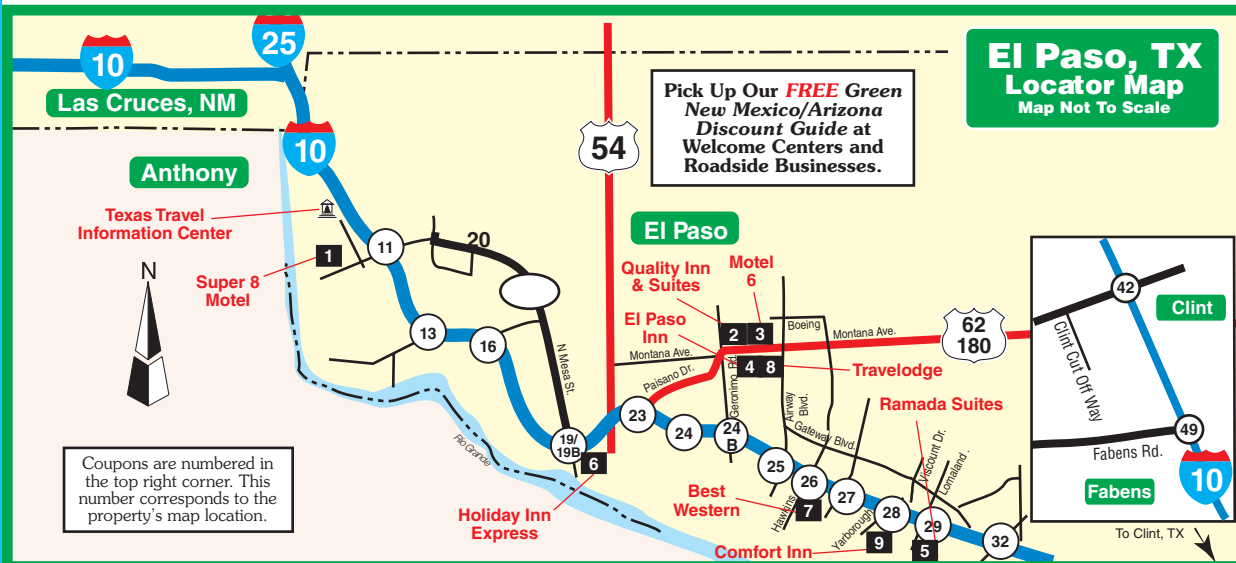 El Paso, TX
Locator Map
Map Not To Scale
10
25
Las Cruces, NM
10
Anthony
54
Pick Up Our FREE Green
New Mexico/Arizona
Discount Guide at
Welcome Centers and
Roadside Businesses.
Texas Travel
Information Center
Super 8
Motel
1
N
11
20
13
16
N Mesa St.
19/
19B
6
Holiday Inn
Express
Rio Grande
Coupons are numbered in
the top right corner. This
number corresponds to the
property's map location.
El Paso
Quality Inn
& Suites
Motel
6
El Paso
Inn
2
3
4
8
Boeing
Montana Ave.
Montana Ave.
62
180
Travelodge
Paisano Dr.
Geronimo Rd.
Airway
Blvd.
Gateway Blvd.
Ramada Suites
Viscount Dr.
Lomaland .
23
24
24
B
25
26
27
28
29
32
Hawkins
7
Best
Western
Yarborough
9
Comfort Inn
5
42
Clint
Clint Cut Off Way
49
Fabens Rd.
Fabens
10
To Clint, TX